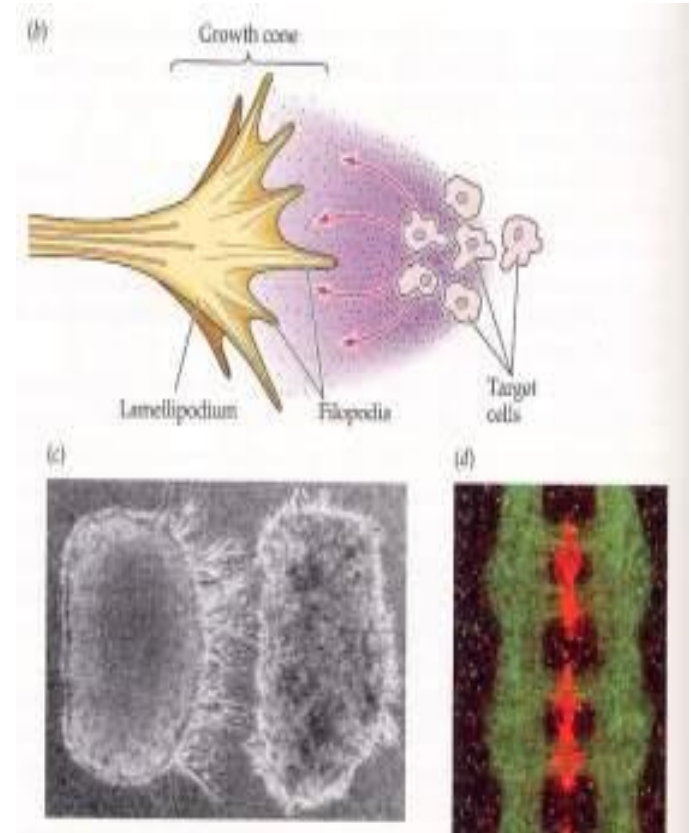 (b)
Growth cone
Lamellipodium
Filopodia
Target
cells
(c)
(d)